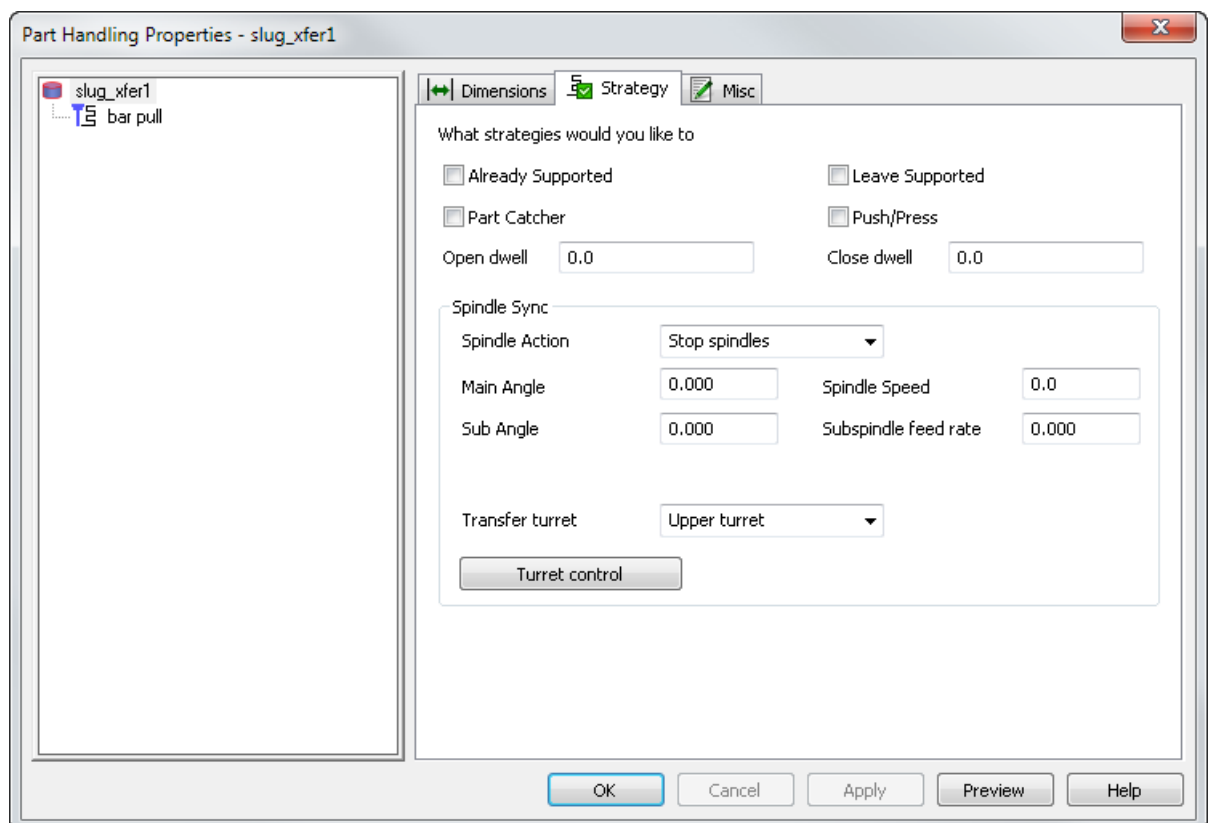 Part Handling Properties - slug_xfer1
slug_xfer1
bar pull
Dimensions Strategy Misc
What strategies would you like to
Already Supported Leave Supported
Part Catcher Push/Press
Open dwell 0.0 Close dwell 0.0
Spindle Sync
Spindle Action Stop spindles
Main Angle 0.000 Spindle Speed 0.0
Sub Angle 0.000 Subspindle feed rate 0.000
Transfer turret Upper turret
Turret control
OK Cancel Apply Preview Help